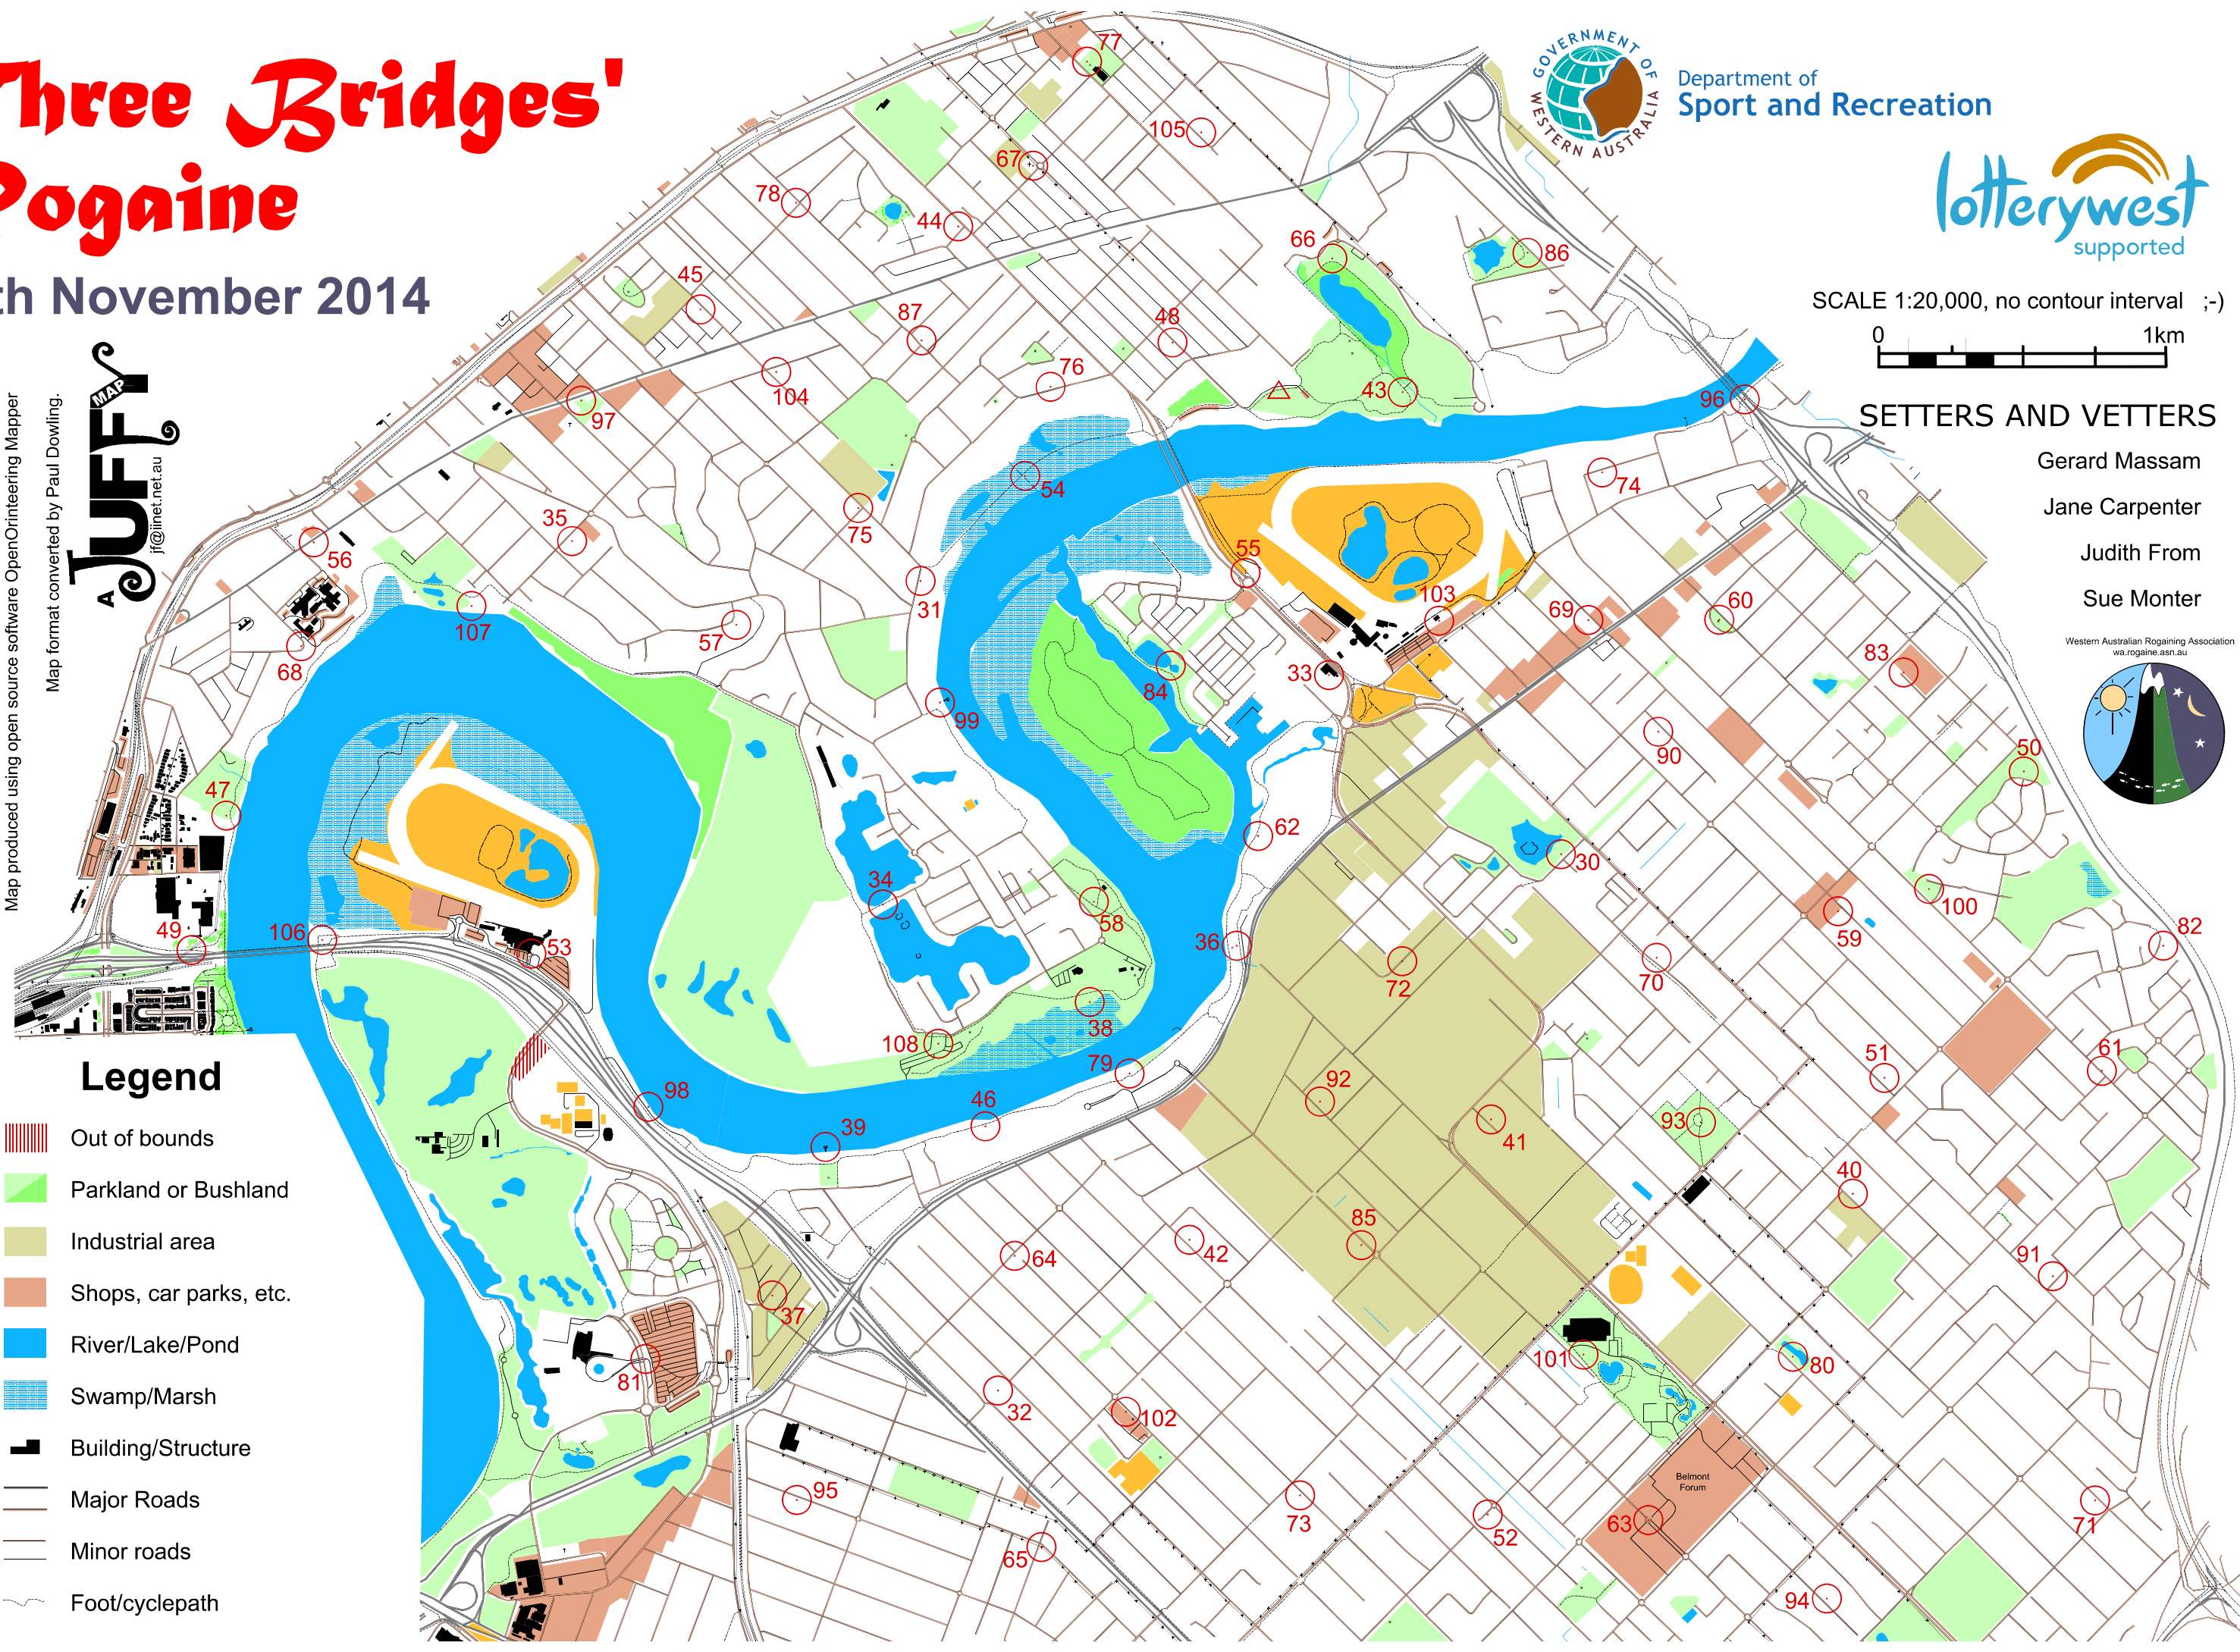 Three Bridges'
Rogaine
th November 2014
Map produced using open source software OpenOrinteering Mapper
Map format converted by Paul Dowling,
A JUFFY MAP
jf@iinet.net.au
GOVERNMENT OF
WESTERN AUSTRALIA
Department of
Sport and Recreation
lotterywest
supported
SCALE 1:20,000, no contour interval ;-)
0 1km
SETTERS AND VETTERS
Gerard Massam
Jane Carpenter
Judith From
Sue Monter
Western Australian Rogaining Association
wa.rogaine.asn.au
77
105
67
78
44
66
86
45
87
48
76
104
43
96
97
54
74
35
75
56
55
31
107
103
69
60
57
68
84
33
83
99
90
50
47
62
30
34
58
100
59
49
106
53
36
82
72
70
38
108
79
51
61
98
92
46
39
93
41
40
85
42
64
91
37
101
80
81
32
102
Belmont
Forum
95
73
52
63
71
65
94
Legend
Out of bounds
Parkland or Bushland
Industrial area
Shops, car parks, etc.
River/Lake/Pond
Swamp/Marsh
Building/Structure
Major Roads
Minor roads
Foot/cyclepath